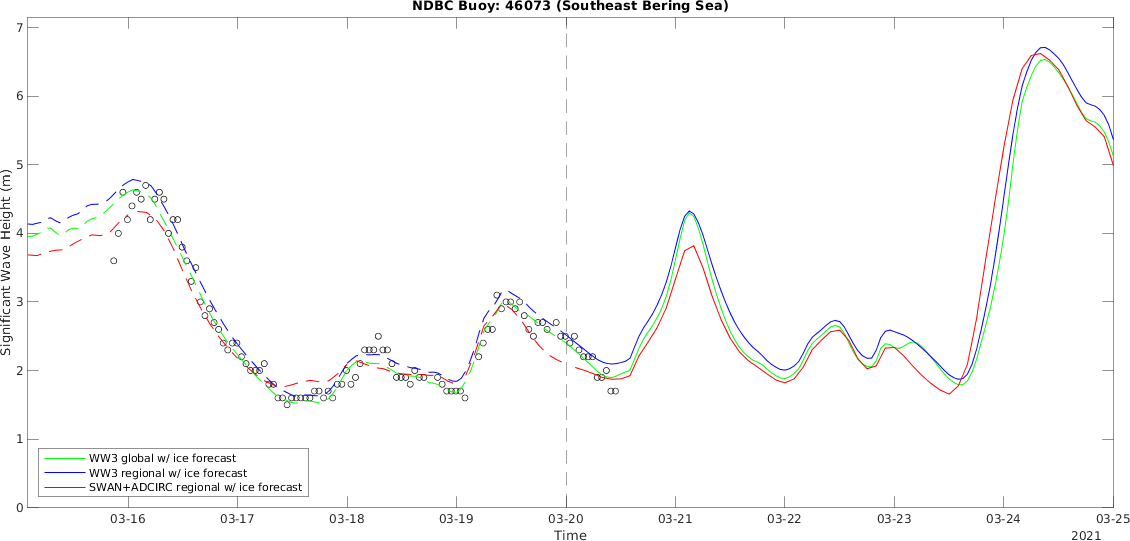 NDBC Buoy: 46073 (Southeast Bering Sea)
Significant Wave Height (m)
7
6
5
4
3
2
1
0
WW3 global w/ ice forecast
WW3 regional w/ ice forecast
SWAN+ADCIRC regional w/ ice forecast
03-16 03-17 03-18 03-19 03-20 03-21 03-22 03-23 03-24 03-25
Time
2021